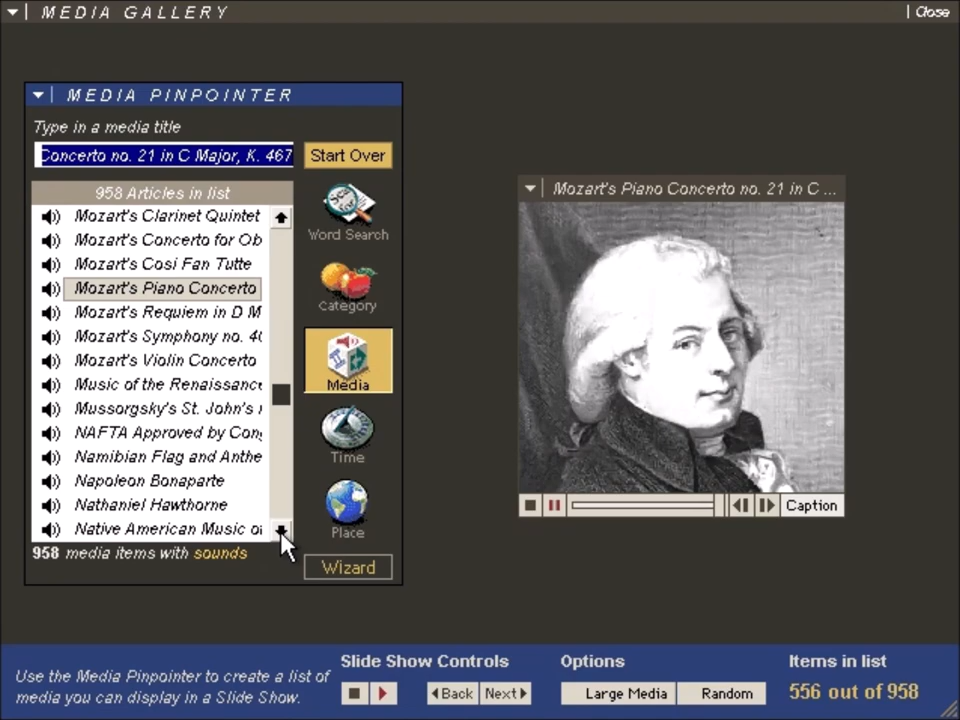 MEDIA GALLERY
Close
MEDIA PINPOINTER
Type in a media title
Concerto no. 21 in C Major, K. 467
Start Over
958 Articles in list
Mozart's Clarinet Quintet
Mozart's Concerto for Ob
Mozart's Cosi Fan Tutte
Mozart's Piano Concerto
Mozart's Requiem in D M
Mozart's Symphony no. 40
Mozart's Violin Concerto
Music of the Renaissance
Mussorgsky's St. John's
NAFTA Approved by Con
Namibian Flag and Anthe
Napoleon Bonaparte
Nathaniel Hawthorne
Native American Music o
958 media items with sounds
Word Search
Category
Media
Time
Place
Wizard
Mozart's Piano Concerto no. 21 in C ...
Caption
Use the Media Pinpointer to create a list of
media you can display in a Slide Show.
Slide Show Controls
Back Next
Options
Large Media Random
Items in list
556 out of 958